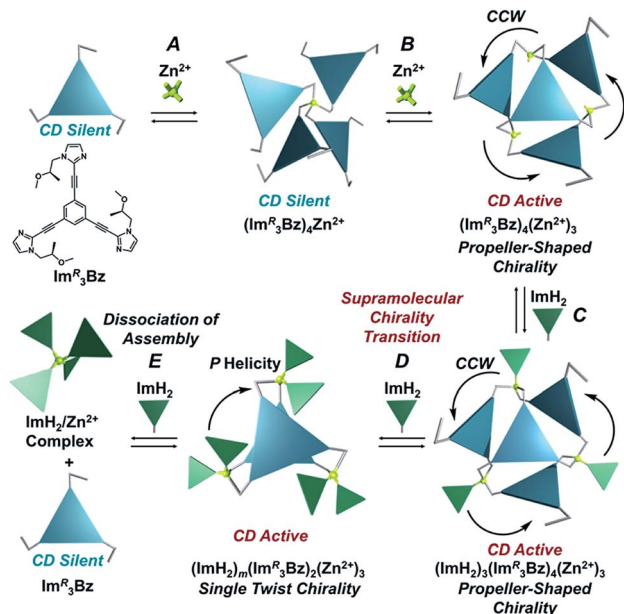 A
Zn2+
CD Silent
ImR3Bz
B
Zn2+
CD Silent
(ImR3Bz)4Zn2+
CCW
CD Active
(ImR3Bz)4(Zn2+)3
Propeller-Shaped
Chirality
ImH2
C
Supramolecular
Chirality
Transition
D
ImH2
CCW
CD Active
(ImH2)3(ImR3Bz)4(Zn2+)3
Propeller-Shaped
Chirality
P Helicity
CD Active
(ImH2)m(ImR3Bz)2(Zn2+)3
Single Twist Chirality
Dissociation of
Assembly
E
ImH2
ImH2/Zn2+
Complex
+
CD Silent
ImR3Bz
N
N
O
N
N
O
N
N
O